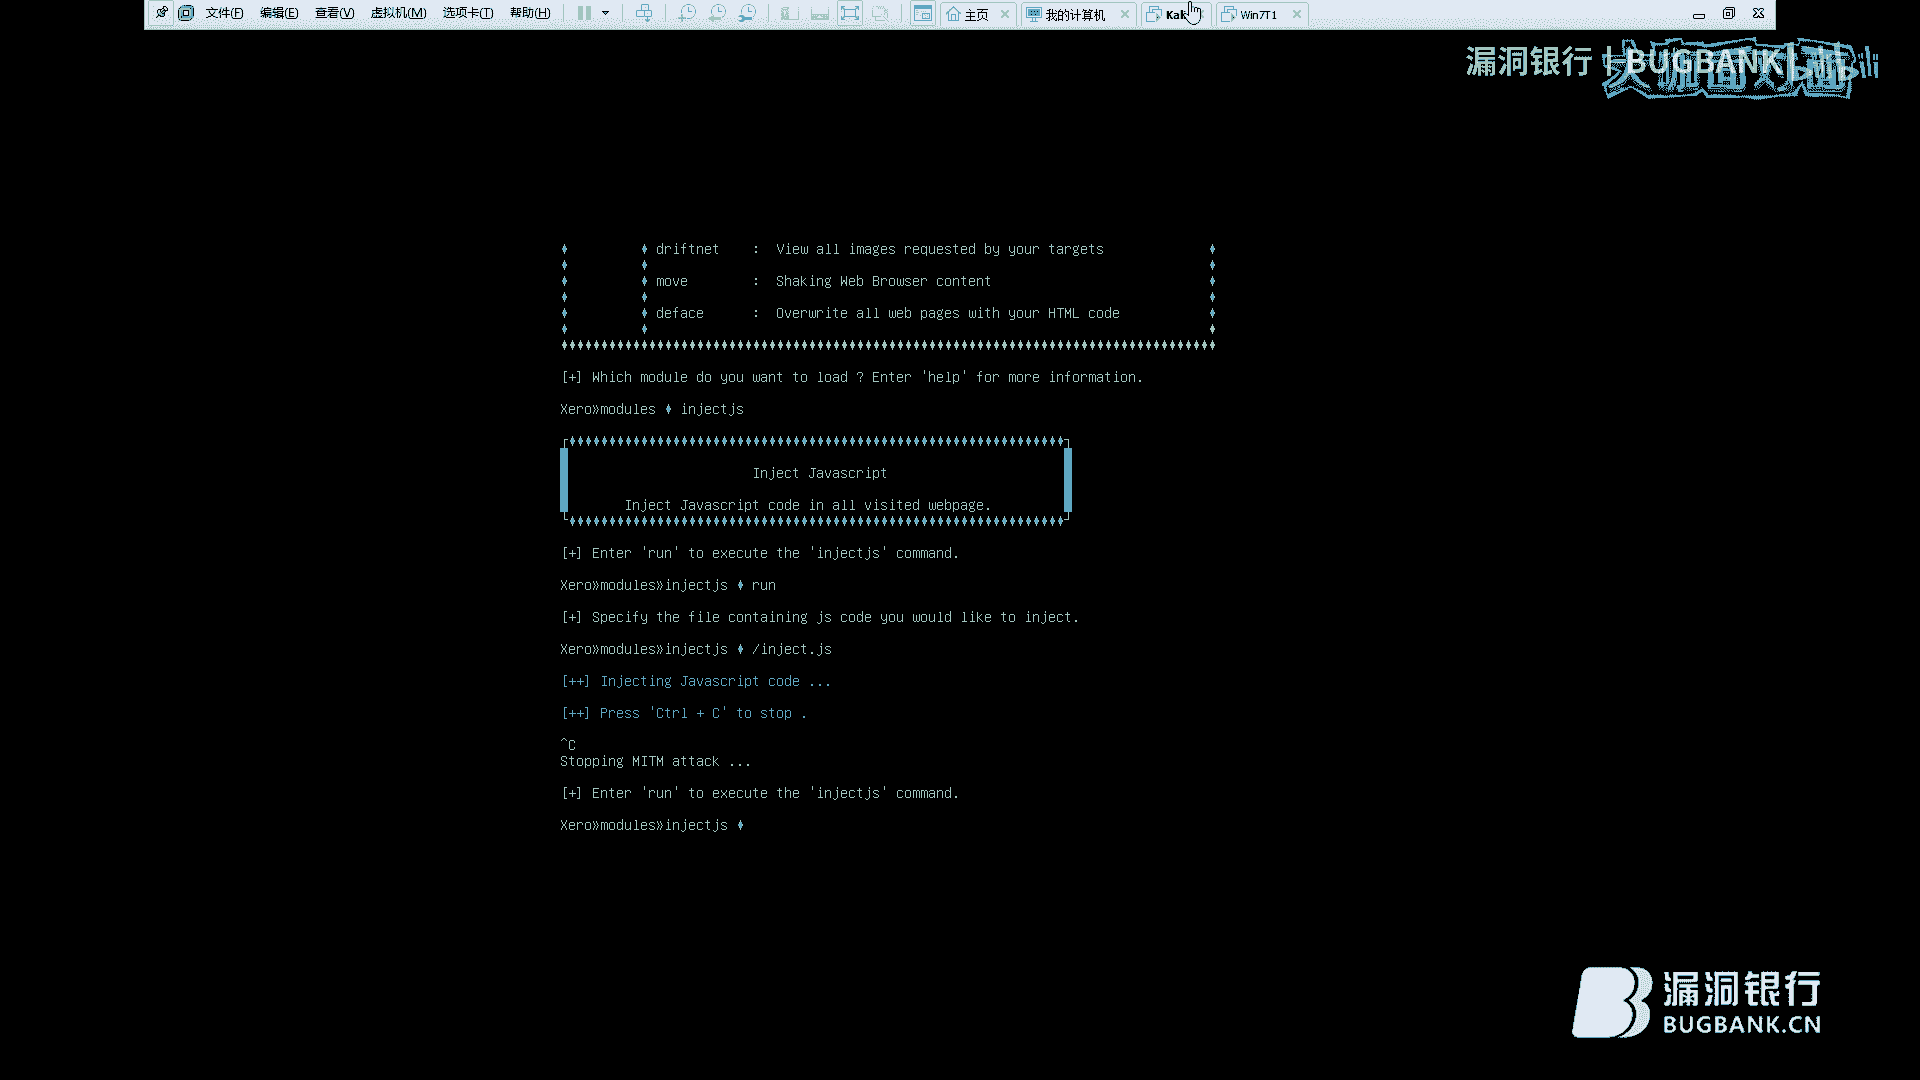 文件(F) 编辑(E) 查看(V) 虚拟机(M) 选项卡(T) 帮助(H) 主页 我的计算机 Win7T1
漏洞银行 | BUGBANK
大咖面对面
driftnet : View all images requested by your targets
move : Shaking Web Browser content
deface : Overwrite all web pages with your HTML code
[+] Which module do you want to load ? Enter 'help' for more information.
Xero»modules ♦ injectjs
Inject Javascript
Inject Javascript code in all visited webpage.
[+] Enter 'run' to execute the 'injectjs' command.
Xero»modules»injectjs ♦ run
[+] Specify the file containing js code you would like to inject.
Xero»modules»injectjs ♦ /inject.js
[++] Injecting Javascript code ...
[++] Press 'Ctrl + C' to stop .
^C
Stopping MITM attack ...
[+] Enter 'run' to execute the 'injectjs' command.
Xero»modules»injectjs ♦
漏洞银行
BUGBANK.CN